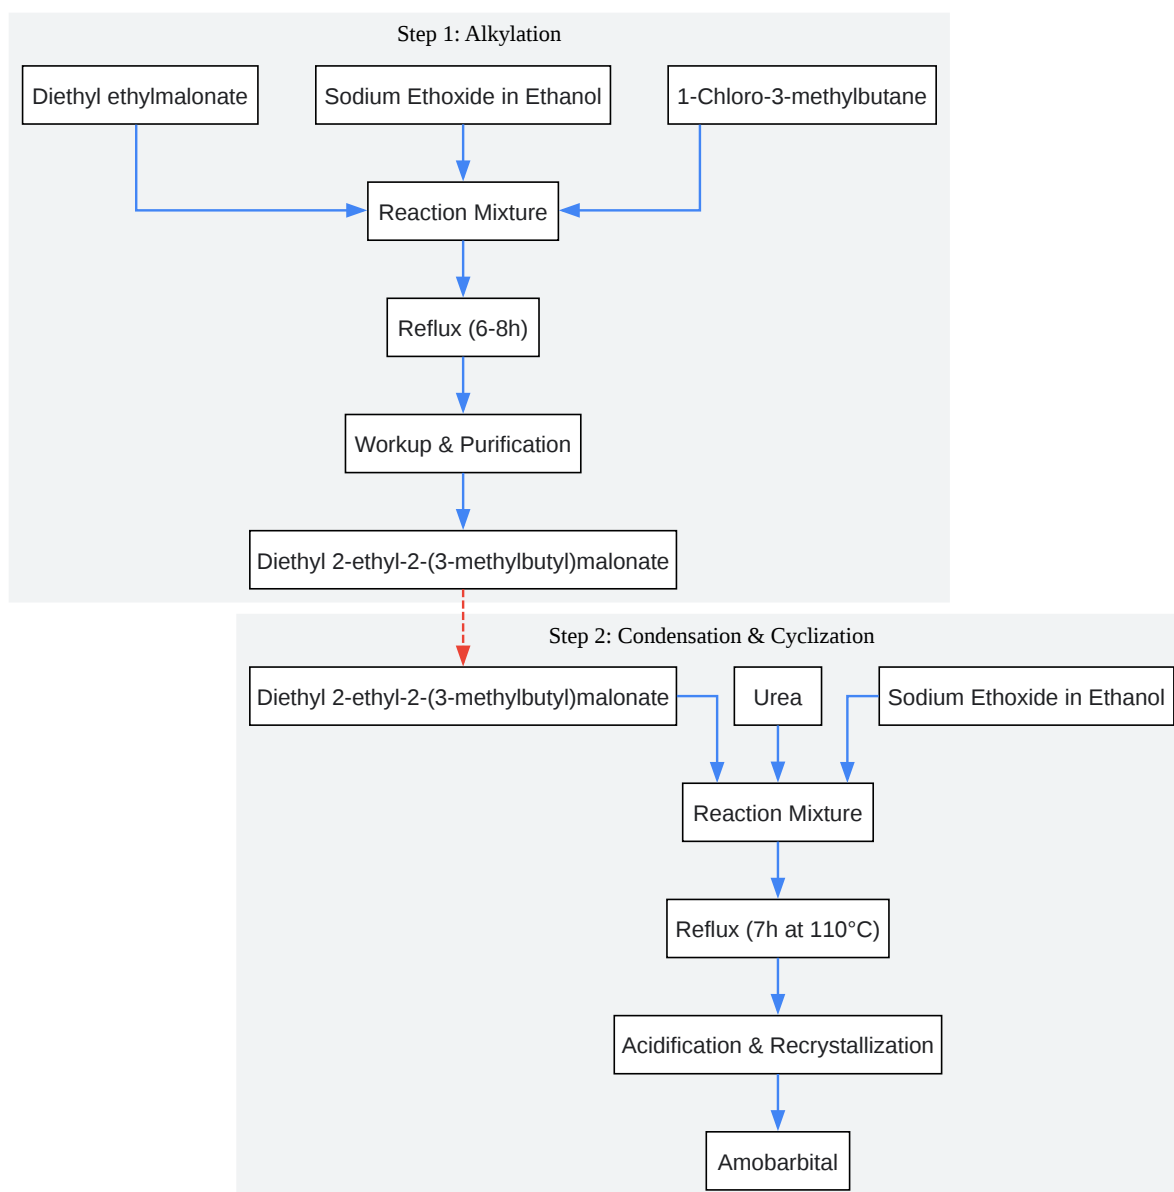 Step 1: Alkylation
Diethyl ethylmalonate
Sodium Ethoxide in Ethanol
1-Chloro-3-methylbutane
Reaction Mixture
Reflux (6-8h)
Workup & Purification
Diethyl 2-ethyl-2-(3-methylbutyl)malonate
Step 2: Condensation & Cyclization
Diethyl 2-ethyl-2-(3-methylbutyl)malonate
Urea
Sodium Ethoxide in Ethanol
Reaction Mixture
Reflux (7h at 110°C)
Acidification & Recrystallization
Amobarbital